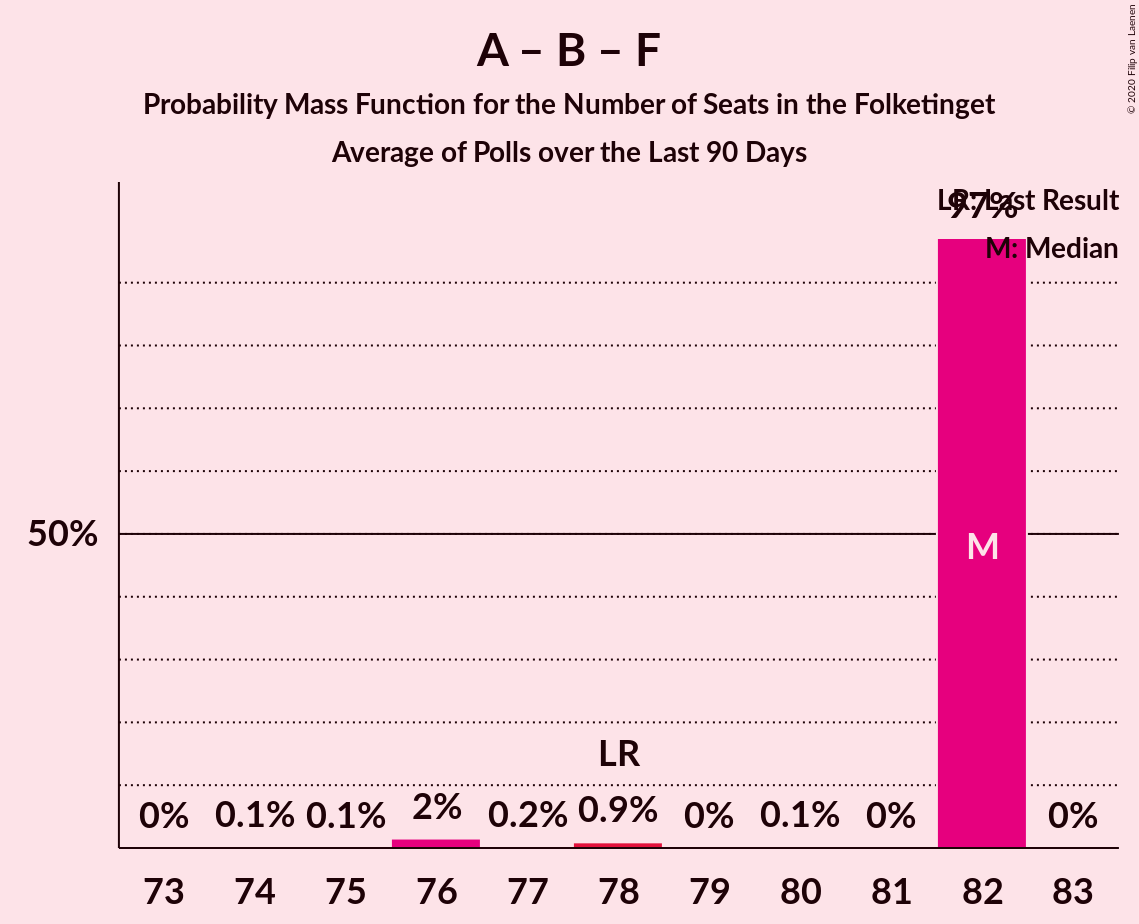 A – B – F
Probability Mass Function for the Number of Seats in the Folketinget
Average of Polls over the Last 90 Days
© 2020 Filip van Laenen
LR: Last Result
97%
M: Median
50%
M
LR
0% 0.1% 0.1% 2% 0.2% 0.9% 0% 0.1% 0% 0%
73 74 75 76 77 78 79 80 81 82 83